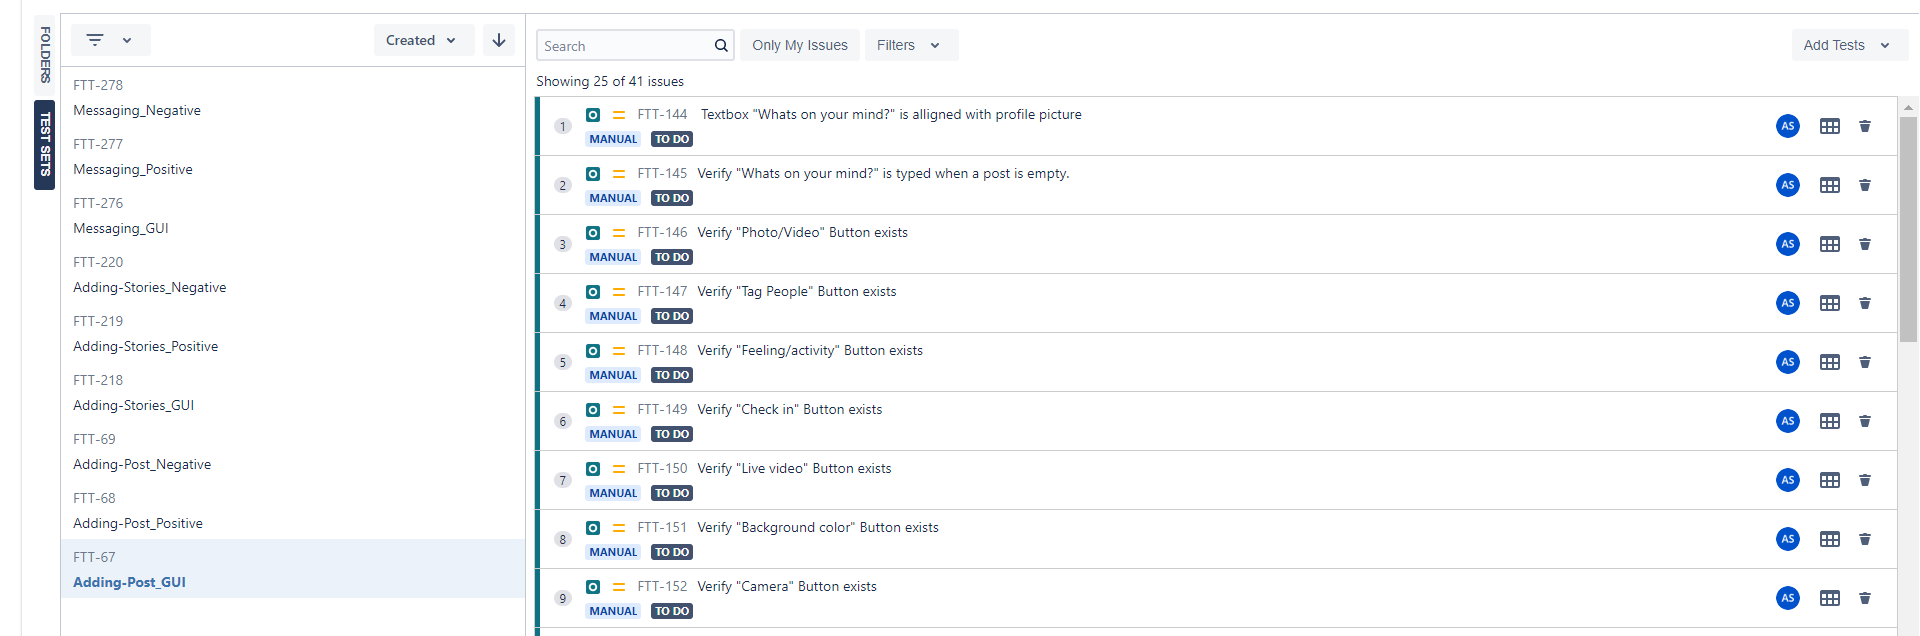 FOLDERS
TEST SETS
Created
FTT-278
Messaging_Negative
FTT-277
Messaging_Positive
FTT-276
Messaging_GUI
FTT-220
Adding-Stories_Negative
FTT-219
Adding-Stories_Positive
FTT-218
Adding-Stories_GUI
FTT-69
Adding-Post_Negative
FTT-68
Adding-Post_Positive
FTT-67
Adding-Post_GUI
Search
Only My Issues
Filters
Add Tests
Showing 25 of 41 issues
1 FTT-144 Textbox "Whats on your mind?" is alligned with profile picture AS
MANUAL TO DO
2 FTT-145 Verify "Whats on your mind?" is typed when a post is empty. AS
MANUAL TO DO
3 FTT-146 Verify "Photo/Video" Button exists AS
MANUAL TO DO
4 FTT-147 Verify "Tag People" Button exists AS
MANUAL TO DO
5 FTT-148 Verify "Feeling/activity" Button exists AS
MANUAL TO DO
6 FTT-149 Verify "Check in" Button exists AS
MANUAL TO DO
7 FTT-150 Verify "Live video" Button exists AS
MANUAL TO DO
8 FTT-151 Verify "Background color" Button exists AS
MANUAL TO DO
9 FTT-152 Verify "Camera" Button exists AS
MANUAL TO DO